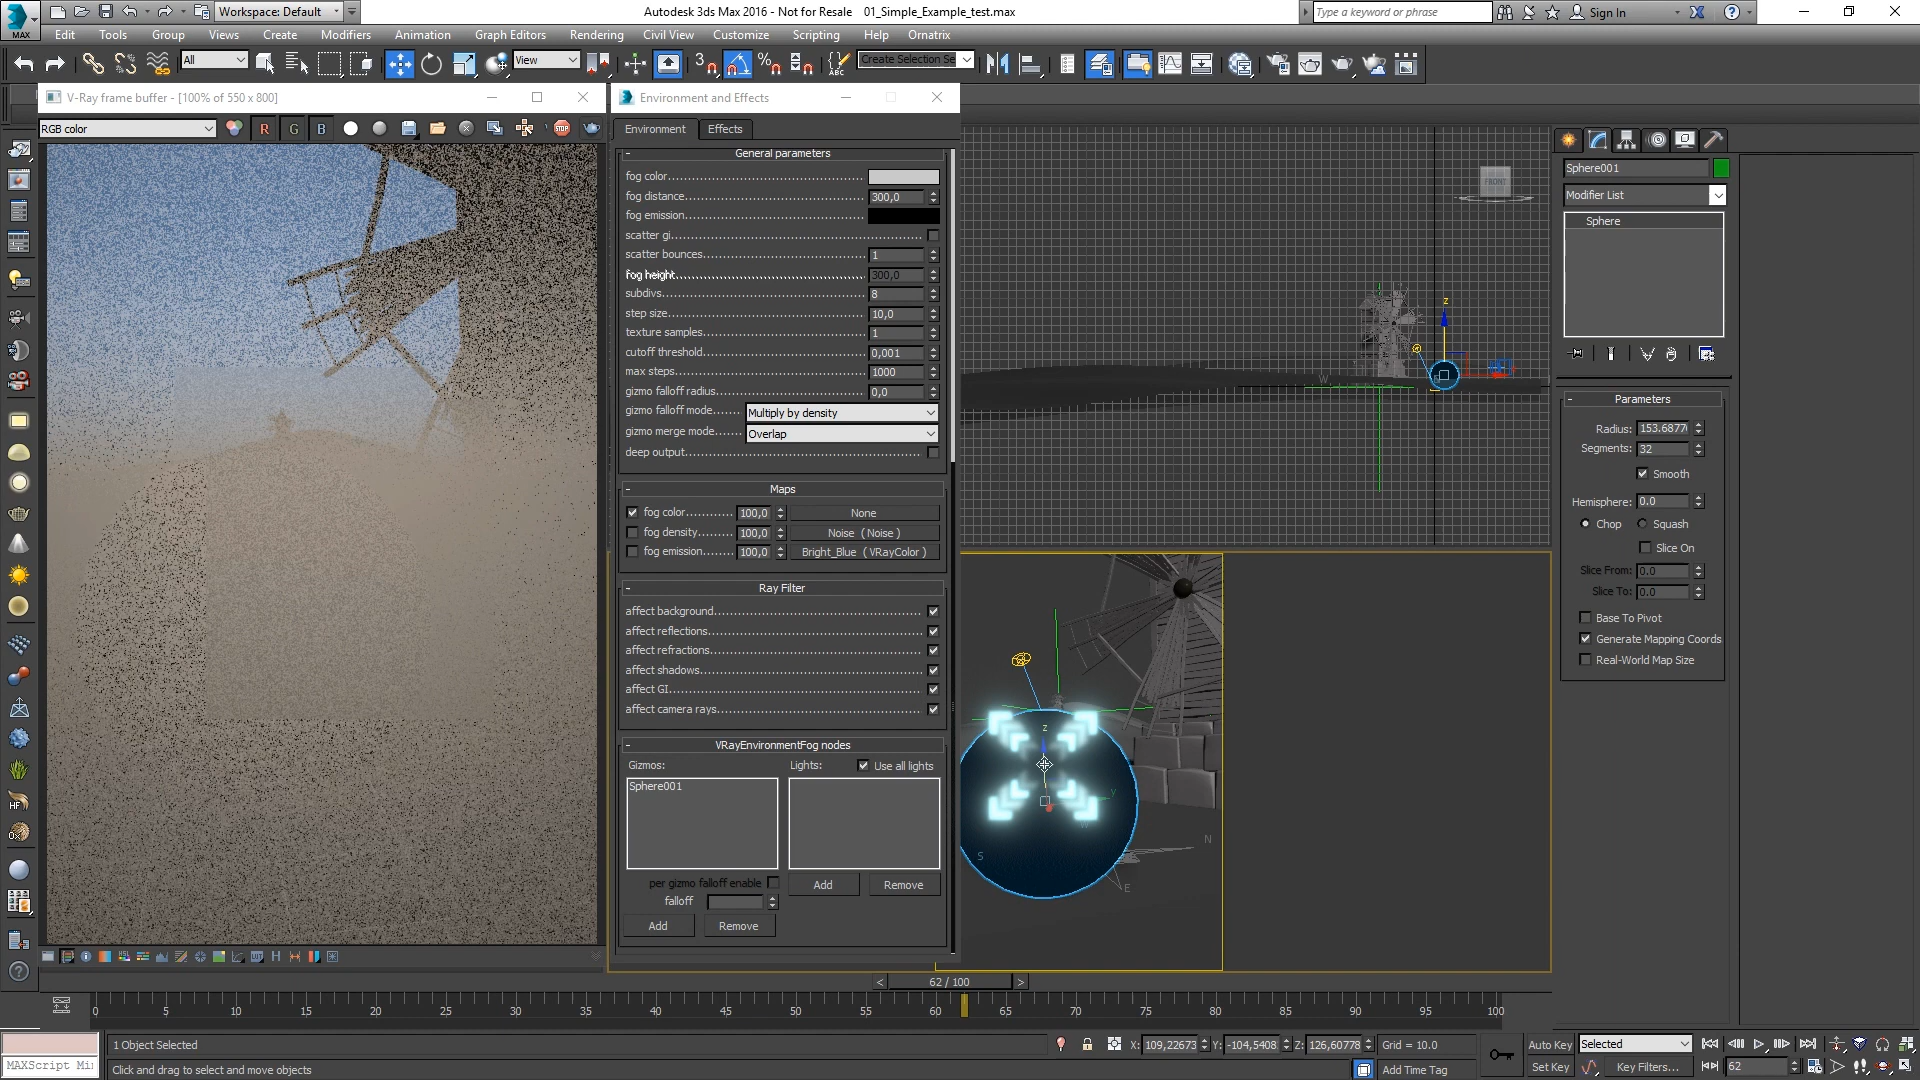 Workspace: Default
Autodesk 3ds Max 2016 - Not for Resale 01_Simple_Example_test.max
Type a keyword or phrase
Sign In
MAX
Edit Tools Group Views Create Modifiers Animation Graph Editors Rendering Civil View Customize Scripting Help Ornatrix
All
View
3
ABC
Create Selection Se
V-Ray frame buffer - [100% of 550 x 800]
RGB color
R G B
STOP
Environment and Effects
Environment Effects
General parameters
fog color
fog distance 300,0
fog emission
scatter gi
scatter bounces 1
fog height 300,0
subdivs 8
step size 10,0
texture samples 1
cutoff threshold 0,001
max steps 1000
gizmo falloff radius 0,0
gizmo falloff mode Multiply by density
gizmo merge mode Overlap
deep output
Maps
fog color 100,0 None
fog density 100,0 Noise ( Noise )
fog emission 100,0 Bright_Blue ( VRayColor )
Ray Filter
affect background
affect reflections
affect refractions
affect shadows
affect GI
affect camera rays
VRayEnvironmentFog nodes
Gizmos: Lights: Use all lights
Sphere001
per gizmo falloff enable
falloff
Add Remove
Add Remove
FRONT
z
W
z
y
W
S
N
E
Sphere001
Modifier List
Sphere
Parameters
Radius: 153.6877
Segments: 32
Smooth
Hemisphere: 0.0
Chop Squash
Slice On
Slice From: 0.0
Slice To: 0.0
Base To Pivot
Generate Mapping Coords
Real-World Map Size
62 / 100
0 5 10 15 20 25 30 35 40 45 50 55 60 65 70 75 80 85 90 95 100
1 Object Selected
X: 109,22673 Y: -104,5408 Z: 126,60778 Grid = 10.0
Auto Key Selected
MAXScript Mi
Click and drag to select and move objects
Add Time Tag
Set Key Key Filters... 62